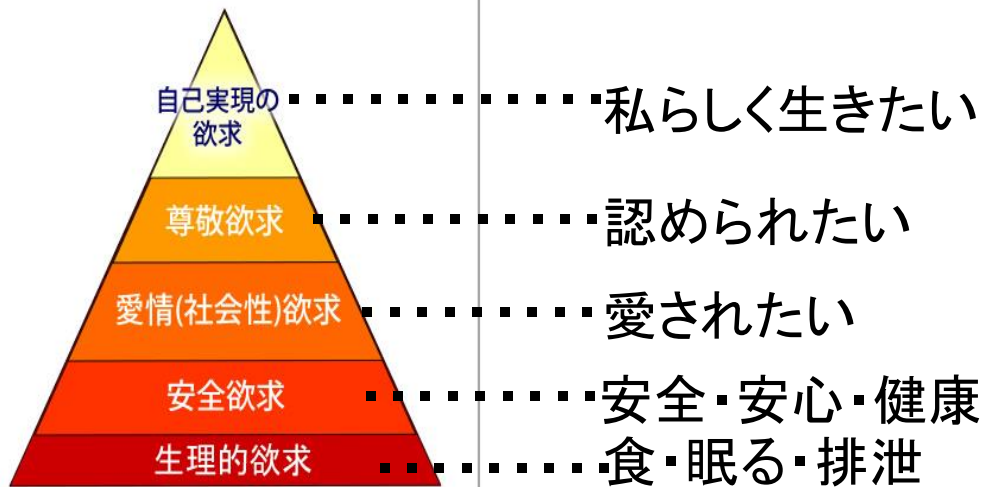 自己実現の
欲求
私らしく生きたい
尊敬欲求
認められたい
愛情(社会性)欲求
愛されたい
安全欲求
安全・安心・健康
生理的欲求
食・眠る・排泄